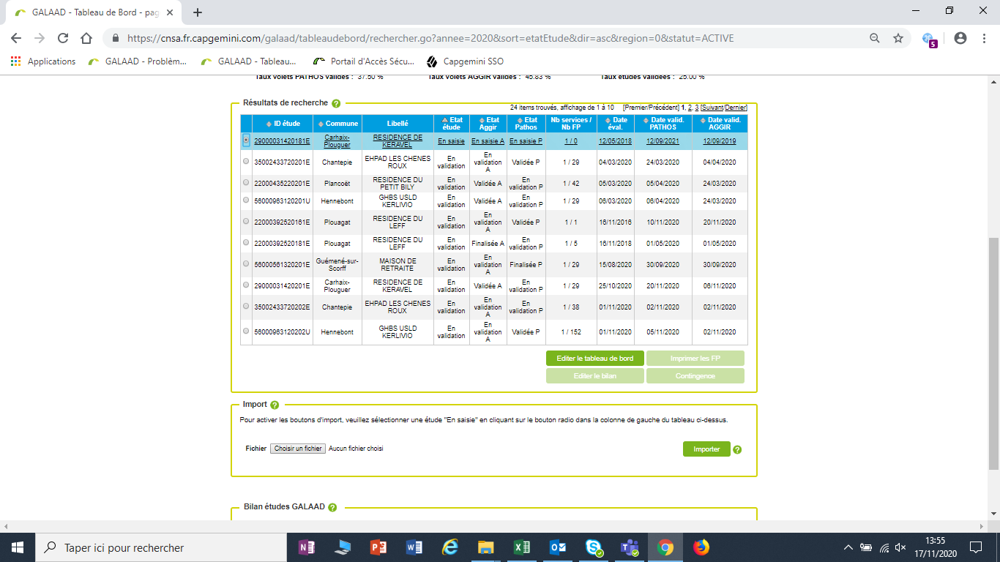 GALAAD - Tableau de Bord - pag
https://cnsa.fr.capgemini.com/galaad/tableaudebord/rechercher.go?annee=2020&sort=etatEtude&dir=asc&region=0&statut=ACTIVE
5
Applications GALAAD - Problèm... GALAAD - Tableau... Portail d'Accès Sécu... Capgemini SSO
Taux volets PATHOS validés : 37.50 % Taux volets AGGIR validés : 45.83 % Taux études validées : 25.00 %
Résultats de recherche ?
24 items trouvés, affichage de 1 à 10 [Premier/Précédent] 1, 2, 3 [Suivant/Dernier]
ID étude Commune Libellé Etat étude Etat Aggir Etat Pathos Nb services / Nb FP Date éval. Date valid. PATHOS Date valid. AGGIR
29000031420181E Carhaix-Plouguer RESIDENCE DE KERAVEL En saisie En saisie A En saisie P 1 / 0 12/05/2018 12/09/2021 12/09/2019
35002433720201E Chantepie EHPAD LES CHENES ROUX En validation En validation A Validée P 1 / 29 04/03/2020 24/03/2020 04/04/2020
22000435220201E Plancoët RESIDENCE DU PETIT BILY En validation Validée A En validation P 1 / 42 05/03/2020 05/04/2020 24/03/2020
56000963120201U Hennebont GHBS USLD KERLIVIO En validation Validée A En validation P 1 / 29 06/03/2020 06/04/2020 24/03/2020
22000392520161E Plouagat RESIDENCE DU LEFF En validation En validation A Validée P 1 / 1 16/11/2016 10/11/2020 20/11/2020
22000392520181E Plouagat RESIDENCE DU LEFF En validation Finalisée A En validation P 1 / 5 16/11/2018 01/05/2020 01/05/2020
56000561320201E Guémené-sur-Scorff MAISON DE RETRAITE En validation En validation A Finalisée P 1 / 29 15/08/2020 30/09/2020 30/09/2020
29000031420201E Carhaix-Plouguer RESIDENCE DE KERAVEL En validation Validée A En validation P 1 / 29 25/10/2020 20/11/2020 06/11/2020
35002433720202E Chantepie EHPAD LES CHENES ROUX En validation En validation A En validation P 1 / 38 01/11/2020 02/11/2020 02/11/2020
56000963120202U Hennebont GHBS USLD KERLIVIO En validation En validation A Validée P 1 / 152 01/11/2020 05/11/2020 02/11/2020
Editer le tableau de bord Imprimer les FP
Editer le bilan Contingence
Import ?
Pour activer les boutons d'import, veuillez sélectionner une étude "En saisie" en cliquant sur le bouton radio dans la colonne de gauche du tableau ci-dessus.
Fichier Choisir un fichier Aucun fichier choisi Importer ?
Bilan études GALAAD ?
Taper ici pour rechercher
13:55
17/11/2020